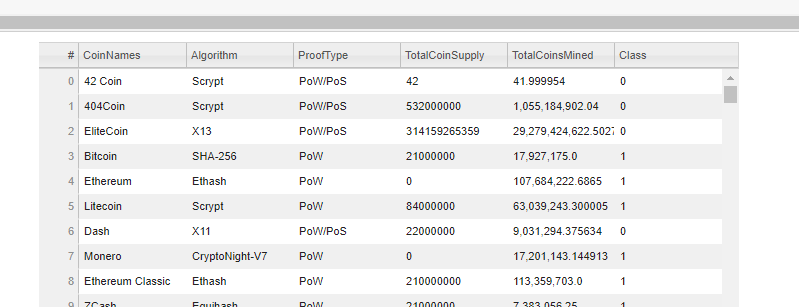 # CoinNames Algorithm ProofType TotalCoinSupply TotalCoinsMined Class
0 42 Coin Scrypt PoW/PoS 42 41.999954 0
1 404Coin Scrypt PoW/PoS 532000000 1,055,184,902.04 0
2 EliteCoin X13 PoW/PoS 314159265359 29,279,424,622.5027 0
3 Bitcoin SHA-256 PoW 21000000 17,927,175.0 1
4 Ethereum Ethash PoW 0 107,684,222.6865 1
5 Litecoin Scrypt PoW 84000000 63,039,243.300005 1
6 Dash X11 PoW/PoS 22000000 9,031,294.375634 0
7 Monero CryptoNight-V7 PoW 0 17,201,143.144913 1
8 Ethereum Classic Ethash PoW 210000000 113,359,703.0 1
9 ZCash Equihash PoW 21000000 7,383,056.25 1